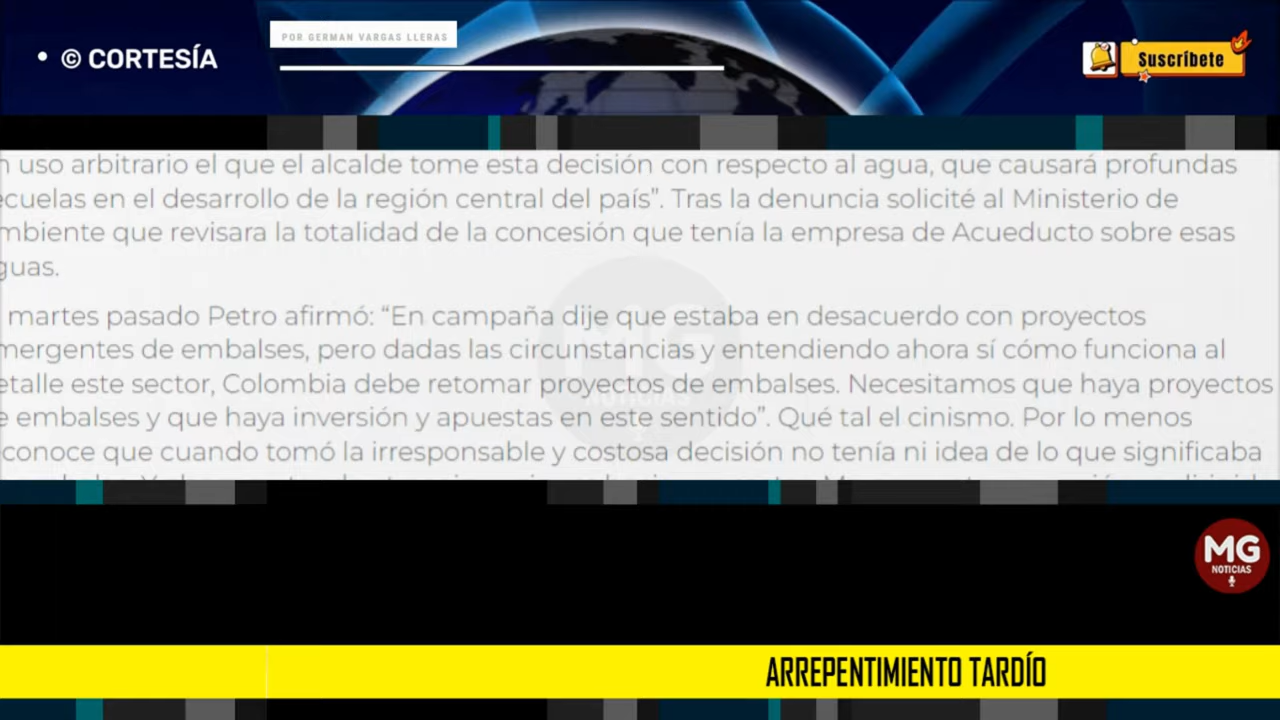 • © CORTESÍA
POR GERMAN VARGAS LLERAS
Suscríbete
n uso arbitrario el que el alcalde tome esta decisión con respecto al agua, que causará profundas
ecuelas en el desarrollo de la región central del país”. Tras la denuncia solicité al Ministerio de
mbiente que revisara la totalidad de la concesión que tenía la empresa de Acueducto sobre esas
guas.
martes pasado Petro afirmó: “En campaña dije que estaba en desacuerdo con proyectos
mergentes de embalses, pero dadas las circunstancias y entendiendo ahora sí cómo funciona al
etalle este sector, Colombia debe retomar proyectos de embalses. Necesitamos que haya proyectos
e embalses y que haya inversión y apuestas en este sentido”. Qué tal el cinismo. Por lo menos
conoce que cuando tomó la irresponsable y costosa decisión no tenía ni idea de lo que significaba
MG
NOTICIAS
MG
NOTICIAS
ARREPENTIMIENTO TARDÍO